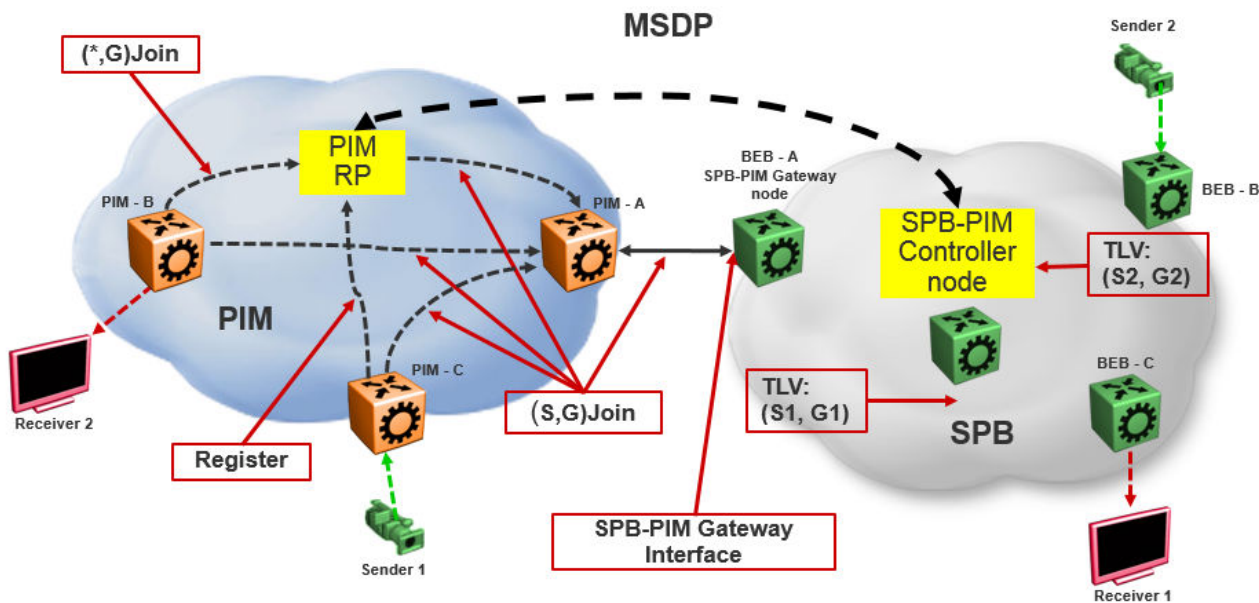 MSDP
Sender 2
(*,G)Join
PIM
RP
BEB - A
SPB-PIM Gateway
node
BEB - B
PIM - B
PIM - A
SPB-PIM
Controller
node
TLV:
(S2, G2)
PIM
PIM - C
BEB - C
TLV:
(S1, G1)
(S,G)Join
SPB
Receiver 2
Register
SPB-PIM Gateway
Interface
Sender 1
Receiver 1